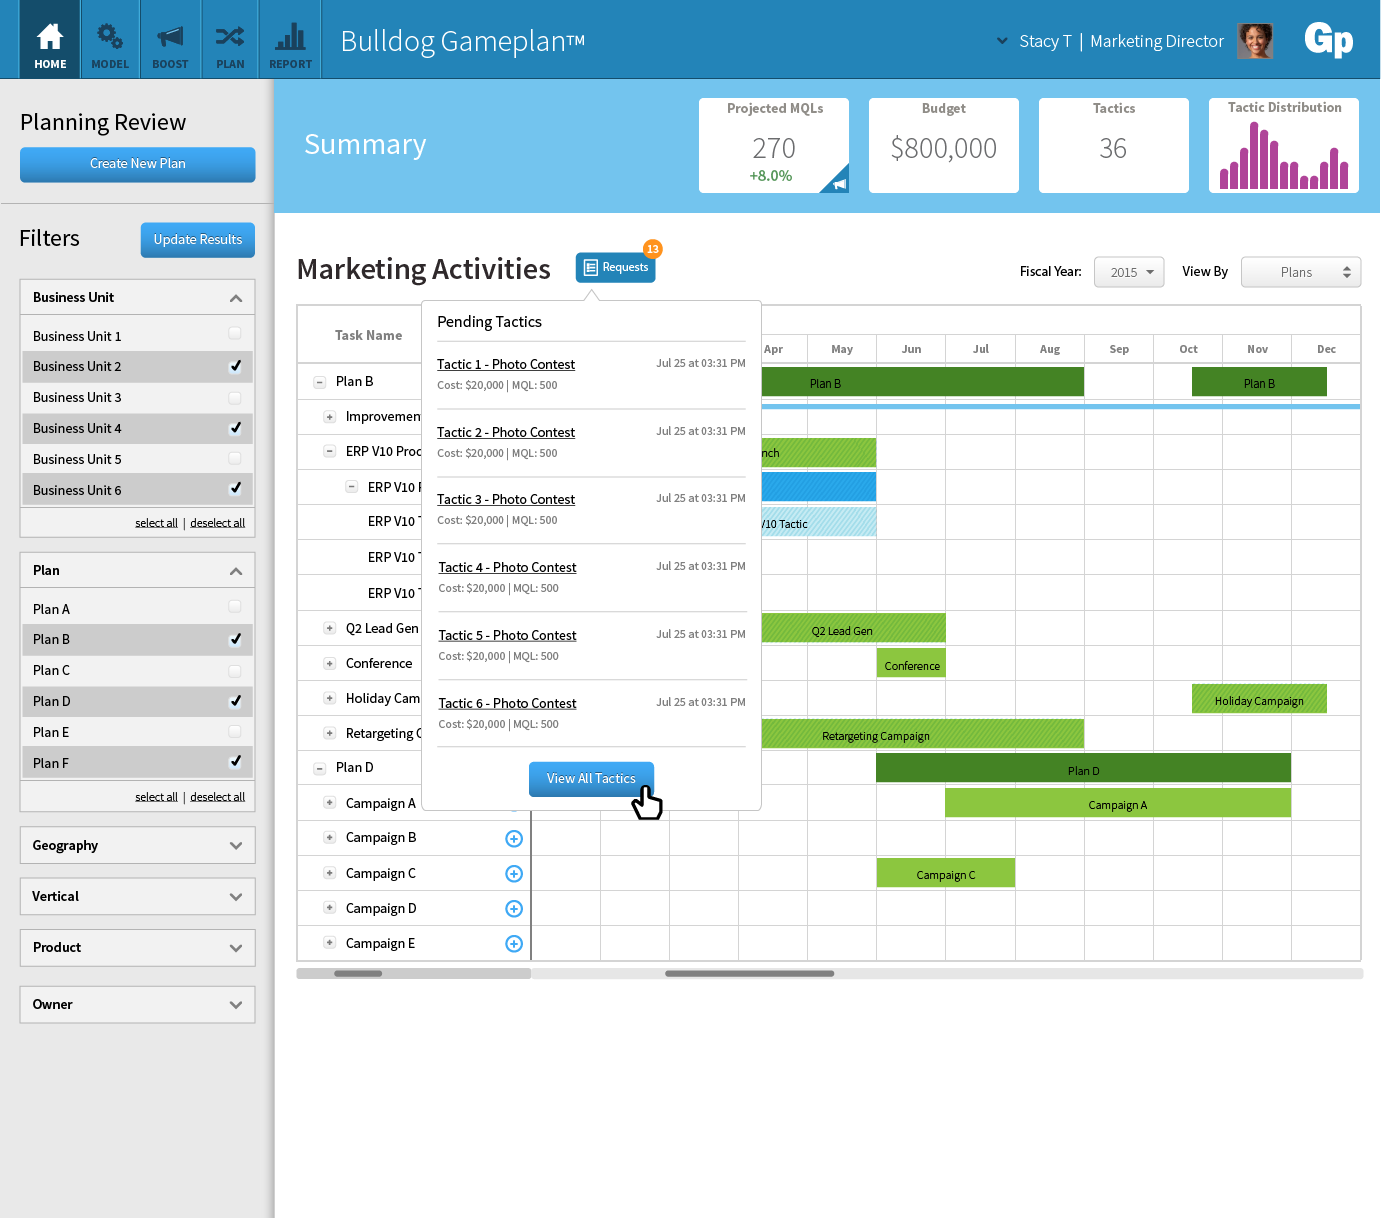 HOME
MODEL
BOOST
PLAN
REPORT
Bulldog Gameplan™
Stacy T | Marketing Director
Gp
Planning Review
Create New Plan
Filters
Update Results
Business Unit
Business Unit 1
Business Unit 2
Business Unit 3
Business Unit 4
Business Unit 5
Business Unit 6
select all | deselect all
Plan
Plan A
Plan B
Plan C
Plan D
Plan E
Plan F
select all | deselect all
Geography
Vertical
Product
Owner
Summary
Projected MQLs
270
+8.0%
Budget
$800,000
Tactics
36
Tactic Distribution
Marketing Activities
Requests
13
Fiscal Year:
2015
View By
Plans
Task Name
Apr May Jun Jul Aug Sep Oct Nov Dec
Plan B
Improvemen
ERP V10 Proc
ERP V10
ERP V10
ERP V10
ERP V10
Q2 Lead Gen
Conference
Holiday Cam
Retargeting
Plan D
Campaign A
Campaign B
Campaign C
Campaign D
Campaign E
Pending Tactics
Tactic 1 - Photo Contest Jul 25 at 03:31 PM
Cost: $20,000 | MQL: 500
Tactic 2 - Photo Contest Jul 25 at 03:31 PM
Cost: $20,000 | MQL: 500
Tactic 3 - Photo Contest Jul 25 at 03:31 PM
Cost: $20,000 | MQL: 500
Tactic 4 - Photo Contest Jul 25 at 03:31 PM
Cost: $20,000 | MQL: 500
Tactic 5 - Photo Contest Jul 25 at 03:31 PM
Cost: $20,000 | MQL: 500
Tactic 6 - Photo Contest Jul 25 at 03:31 PM
Cost: $20,000 | MQL: 500
View All Tactics
Plan B
Plan B
nch
V10 Tactic
Q2 Lead Gen
Conference
Holiday Campaign
Retargeting Campaign
Plan D
Campaign A
Campaign C